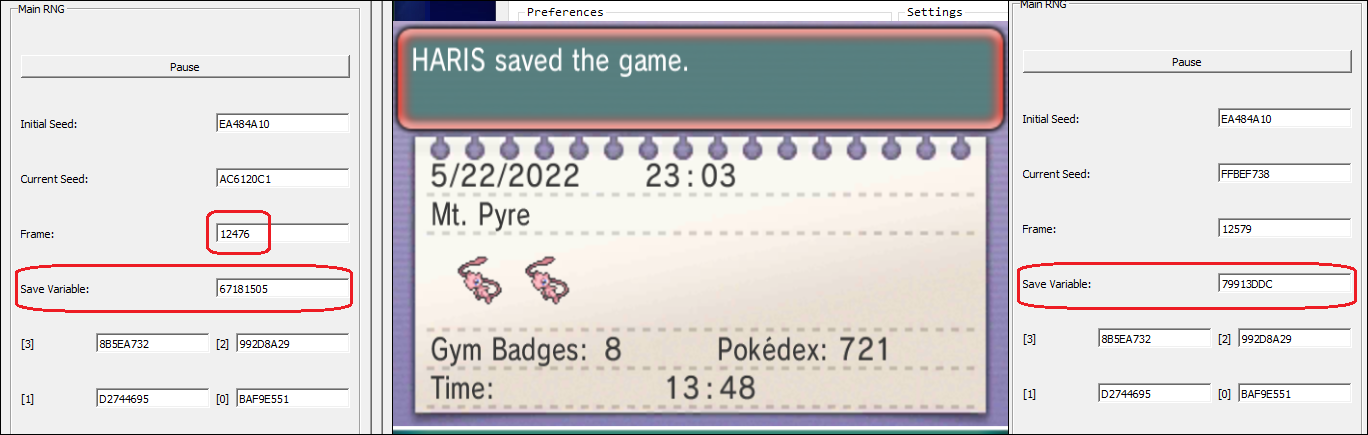 Main RNG
Pause
Initial Seed: EA484A10
Current Seed: AC6120C1
Frame: 12476
Save Variable: 67181505
[3] 8B5EA732 [2] 992D8A29
[1] D2744695 [0] BAF9E551
Preferences Settings
HARIS saved the game.
5/22/2022 23:03
Mt. Pyre
Gym Badges: 8 Pokédex: 721
Time: 13:48
Main RNG
Pause
Initial Seed: EA484A10
Current Seed: FFBEF738
Frame: 12579
Save Variable: 79913DDC
[3] 8B5EA732 [2] 992D8A29
[1] D2744695 [0] BAF9E551